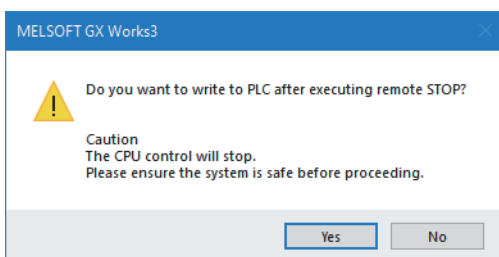 MELSOFT GX Works3
Do you want to write to PLC after executing remote STOP?
Caution
The CPU control will stop.
Please ensure the system is safe before proceeding.
Yes
No